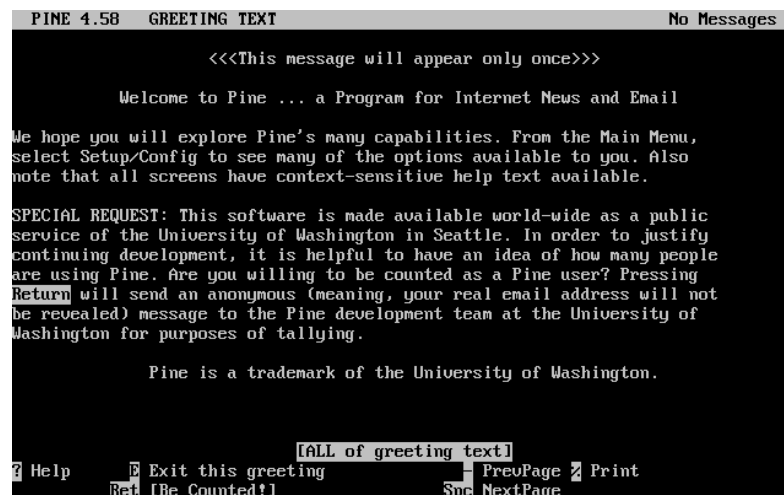 PINE 4.58   GREETING TEXT   No Messages
<<<This message will appear only once>>>
Welcome to Pine ... a Program for Internet News and Email
We hope you will explore Pine's many capabilities. From the Main Menu,
select Setup/Config to see many of the options available to you. Also
note that all screens have context-sensitive help text available.
SPECIAL REQUEST: This software is made available world-wide as a public
service of the University of Washington in Seattle. In order to justify
continuing development, it is helpful to have an idea of how many people
are using Pine. Are you willing to be counted as a Pine user? Pressing
Return will send an anonymous (meaning, your real email address will not
be revealed) message to the Pine development team at the University of
Washington for purposes of tallying.
Pine is a trademark of the University of Washington.
[ALL of greeting text]
? Help   E Exit this greeting   - PrevPage % Print
Ret [Be Counted!]   Spc NextPage